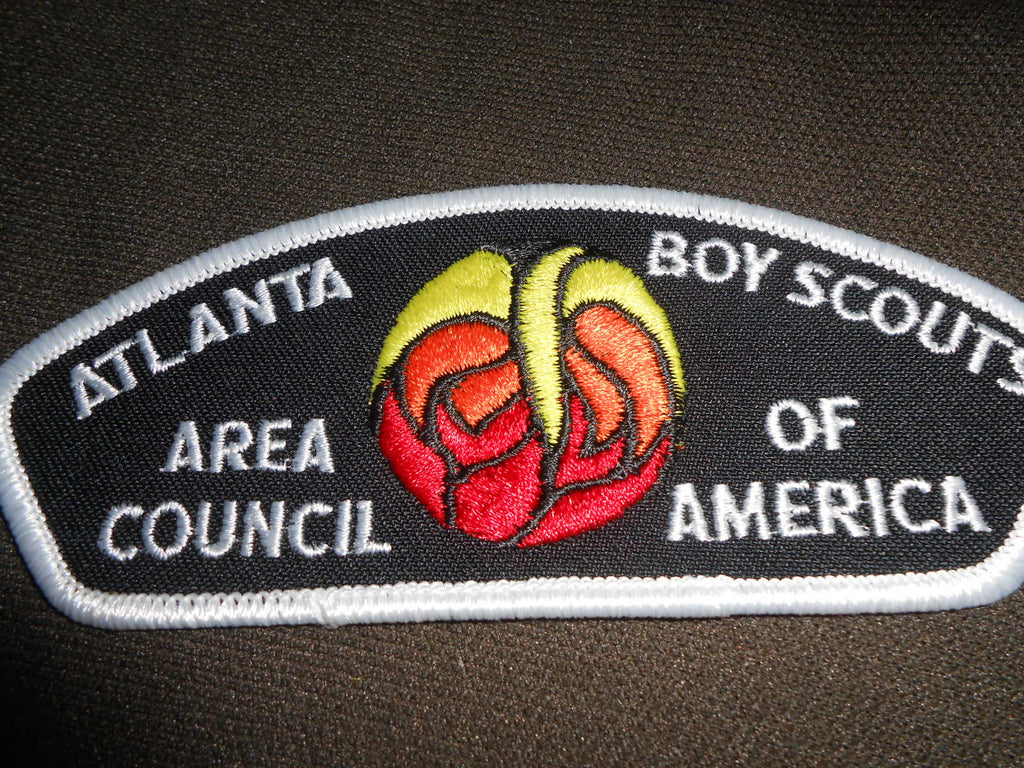 ATLANTA
AREA
COUNCIL
BOY SCOUTS
OF
AMERICA